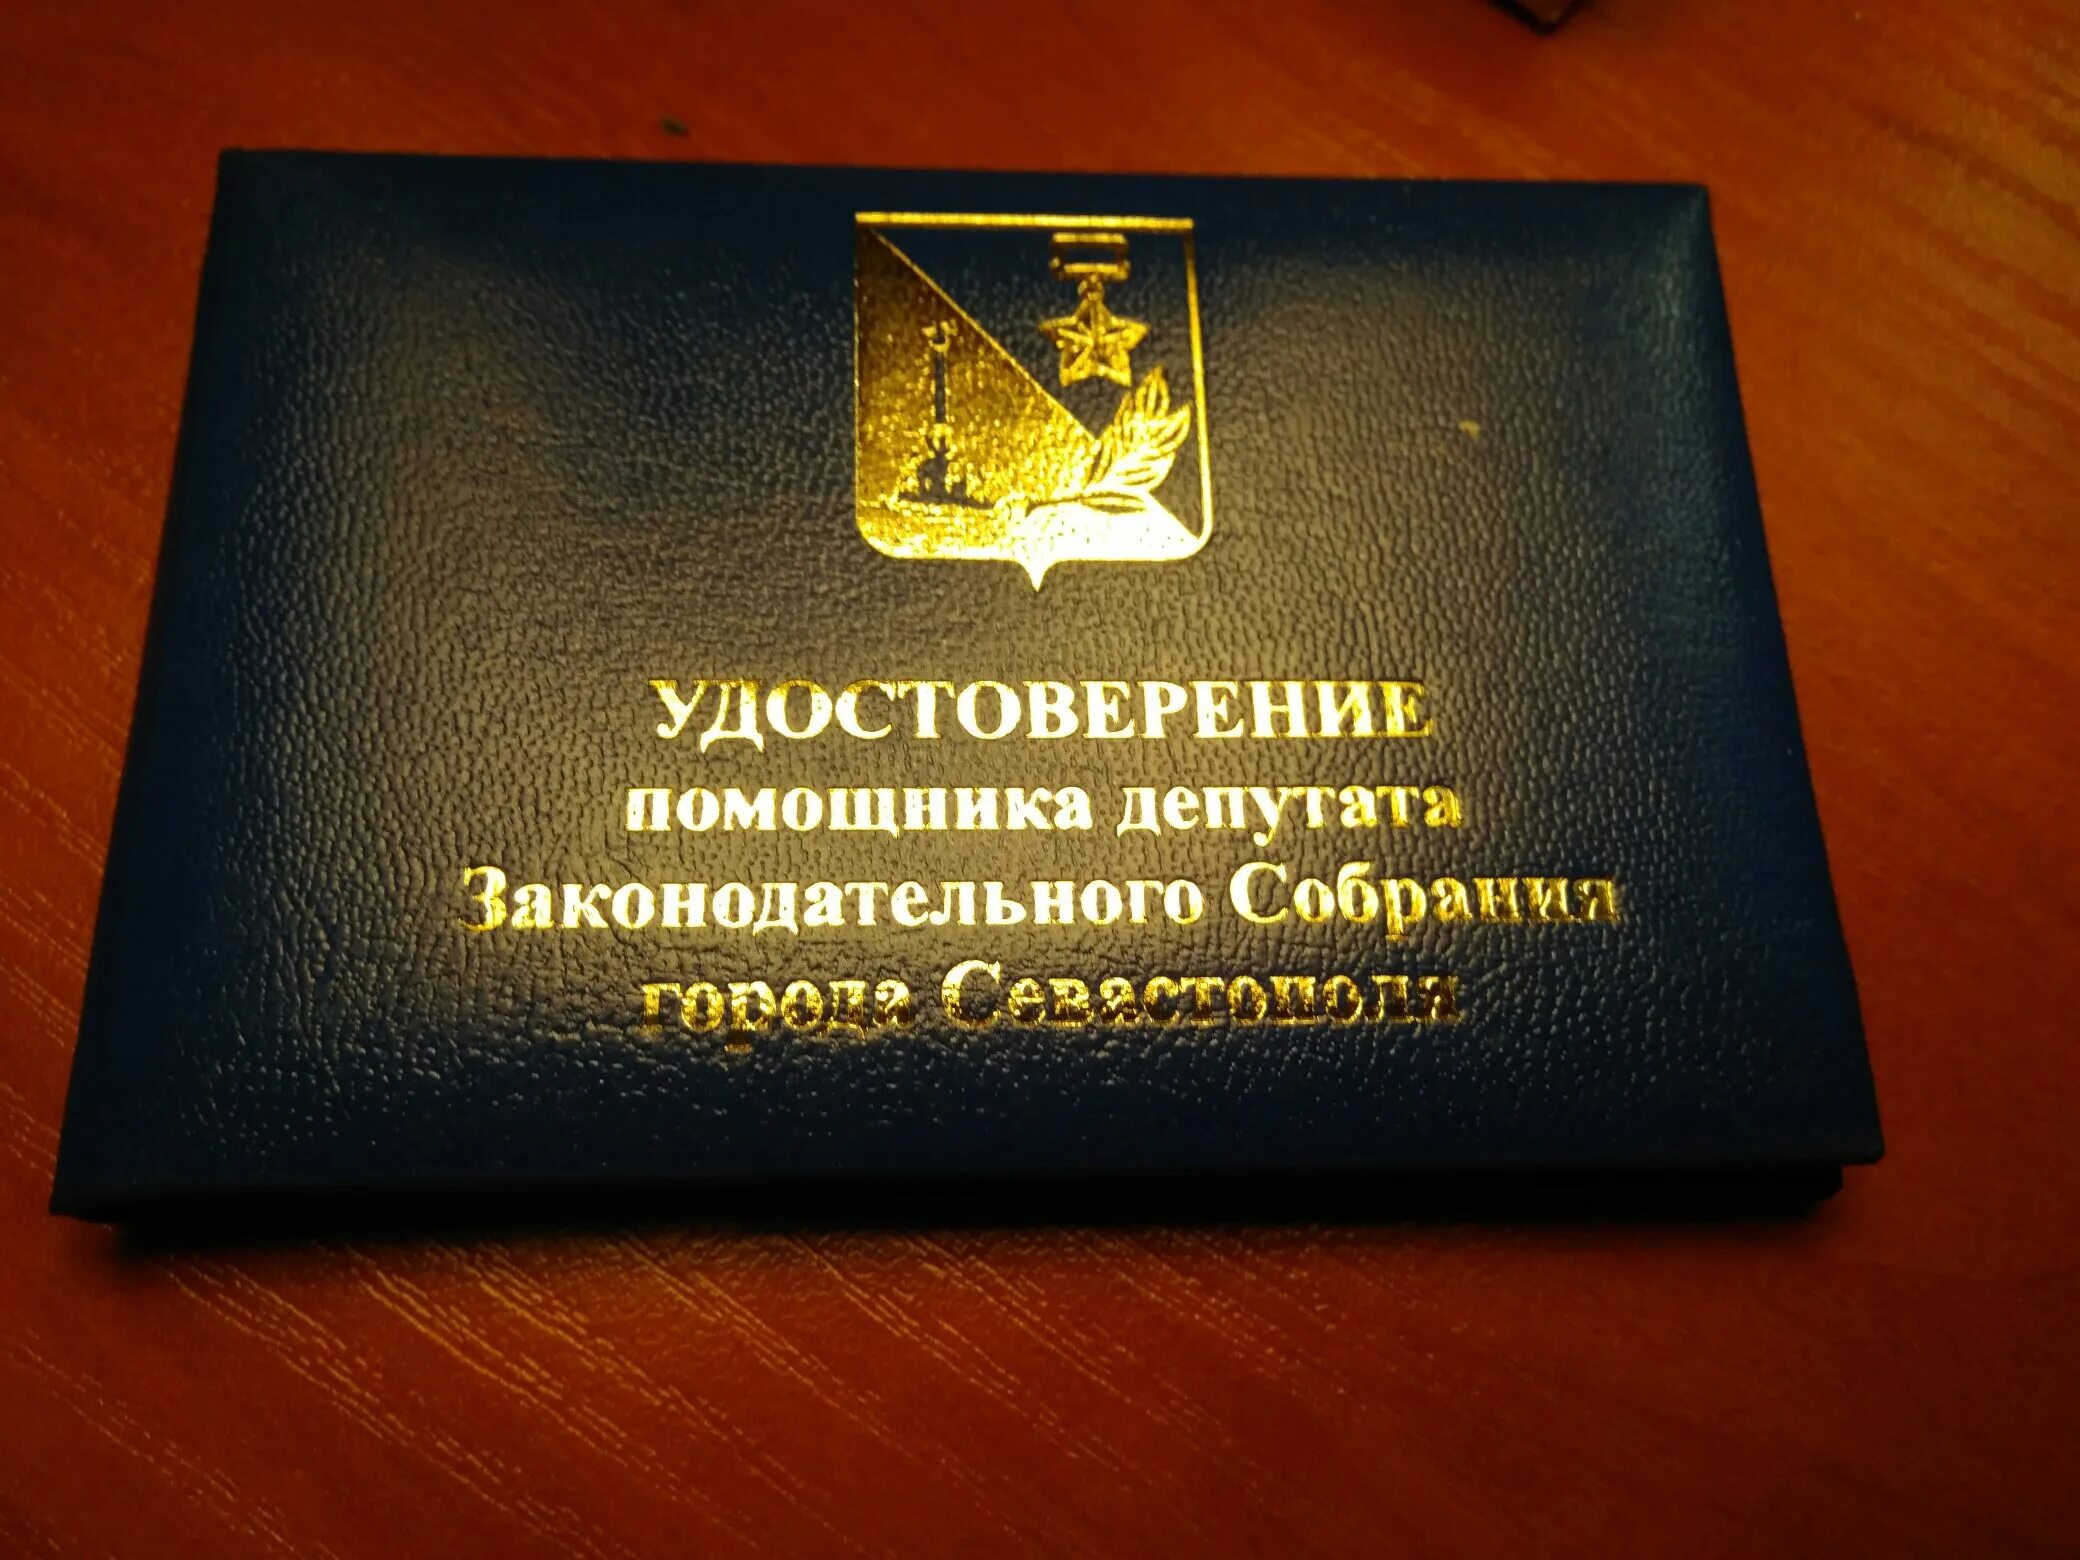 УДОСТОВЕРЕНИЕ
помощника депутата
Законодательного Собрания
города Севастополя